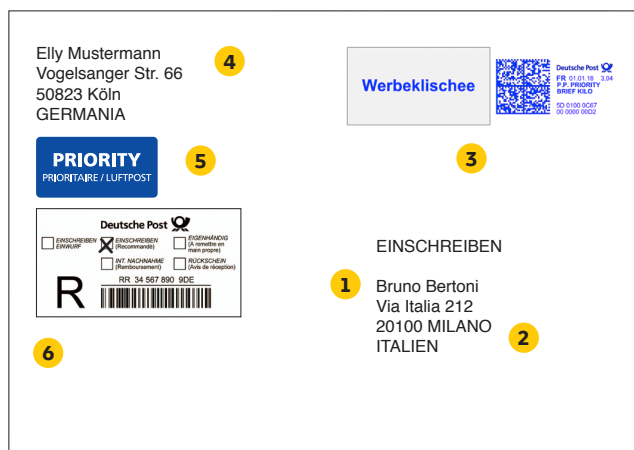 Elly Mustermann
Vogelsanger Str. 66
50823 Köln
GERMANIA
4
Werbeklischee
Deutsche Post
FR 01.01.18 3,04
P.P. PRIORITY
BRIEF KILO
5D 0100 0C67
00 0000 00D2
3
PRIORITY
PRIORITAIRE / LUFTPOST
5
Deutsche Post
EINSCHREIBEN
EINWURF
EINSCHREIBEN
(Recommandé)
EIGENHÄNDIG
(A remettre en
main propre)
INT. NACHNAHME
(Remboursement)
RÜCKSCHEIN
(Avis de réception)
R
RR 34 567 890 9DE
6
EINSCHREIBEN
1
Bruno Bertoni
Via Italia 212
20100 MILANO
ITALIEN
2